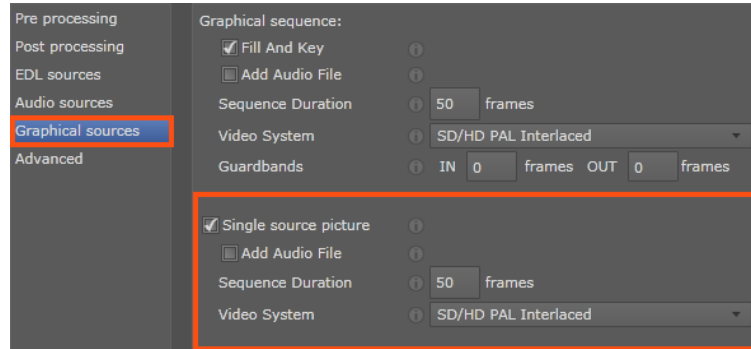 Pre processing
Post processing
EDL sources
Audio sources
Graphical sources
Advanced
Graphical sequence:
Fill And Key
Add Audio File
Sequence Duration 50 frames
Video System SD/HD PAL Interlaced
Guardbands IN 0 frames OUT 0 frames
Single source picture
Add Audio File
Sequence Duration 50 frames
Video System SD/HD PAL Interlaced